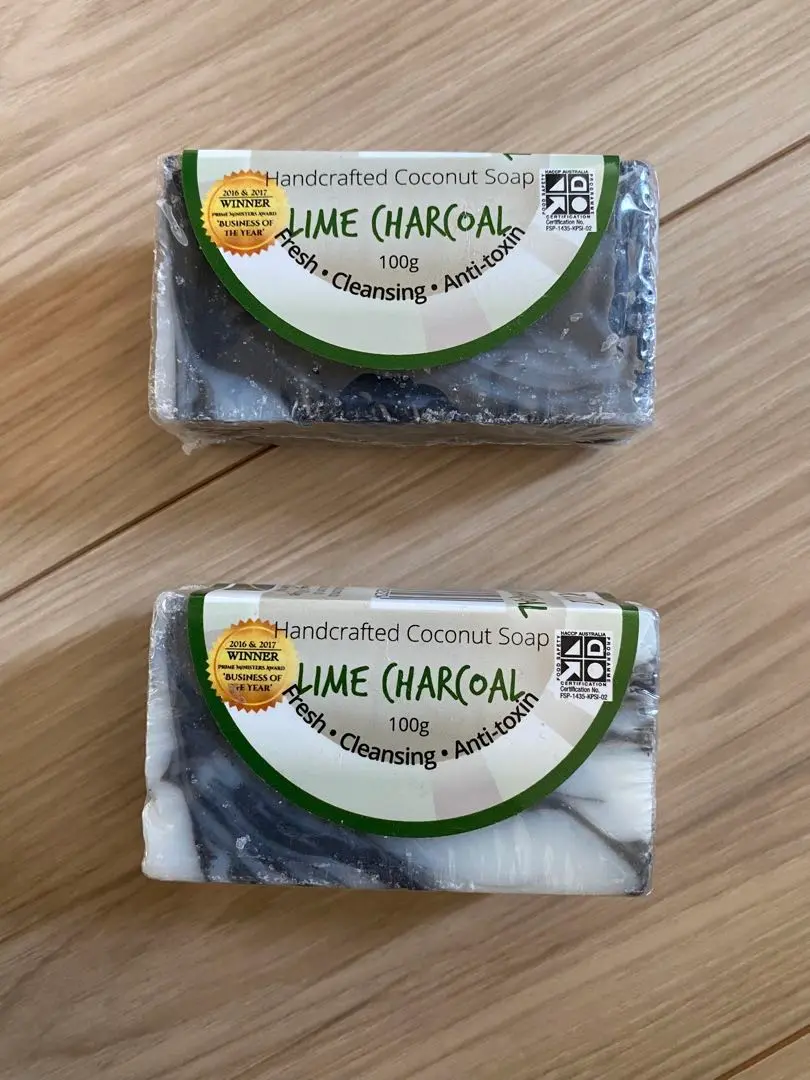 Handcrafted Coconut Soap
2016 & 2017
WINNER
PRIME MINISTERS AWARD
'BUSINESS OF
THE YEAR'
LIME CHARCOAL
100g
Fresh • Cleansing • Anti-toxin
HACCP AUSTRALIA
FOOD SAFETY
PROGRAMME
CERTIFICATION
Certification No.
FSP-1435-KPSI-02
Handcrafted Coconut Soap
2016 & 2017
WINNER
PRIME MINISTERS AWARD
'BUSINESS OF
THE YEAR'
LIME CHARCOAL
100g
Fresh • Cleansing • Anti-toxin
HACCP AUSTRALIA
FOOD SAFETY
PROGRAMME
CERTIFICATION
Certification No.
FSP-1435-KPSI-02